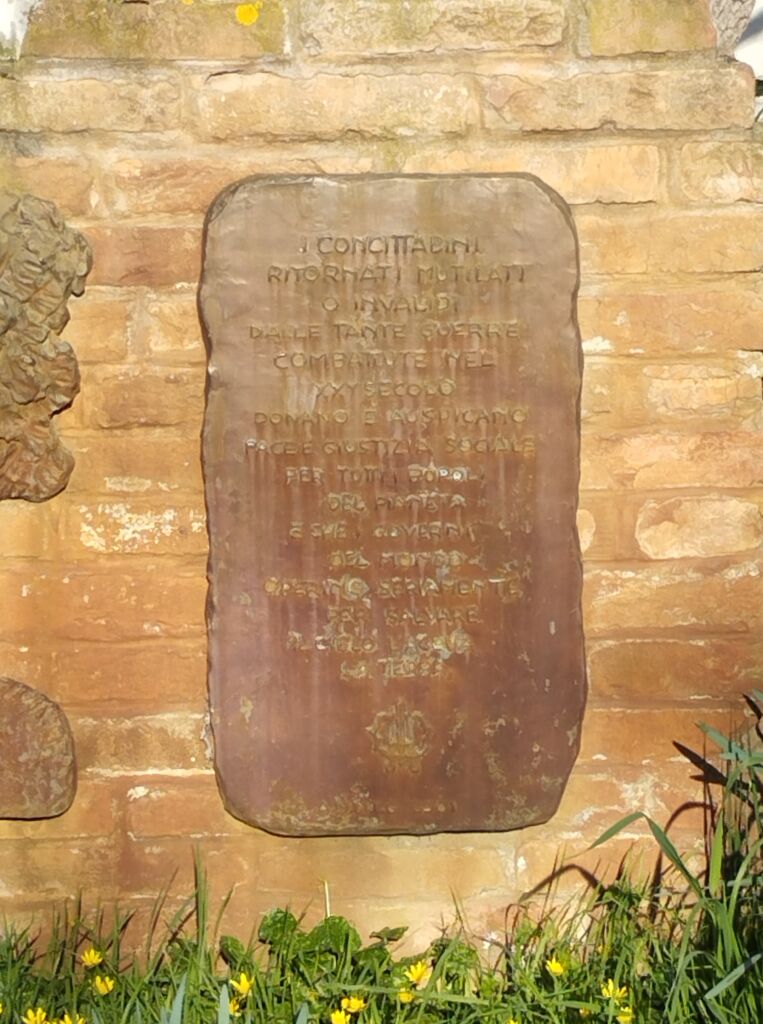 I CONCITTADINI
RITORNATI MUTILATI
O INVALIDI
DALLE TANTE GUERRE
COMBATTUTE NEL
XX SECOLO
DONANO E AUSPICANO
PACE E GIUSTIZIA SOCIALE
PER TUTTI I POPOLI
DEL PIANETA
E CHE I GOVERNI
DEL MONDO
OPERINO SERIAMENTE
PER SALVARE
IL CIELO L'ACQUA
LA TERRA